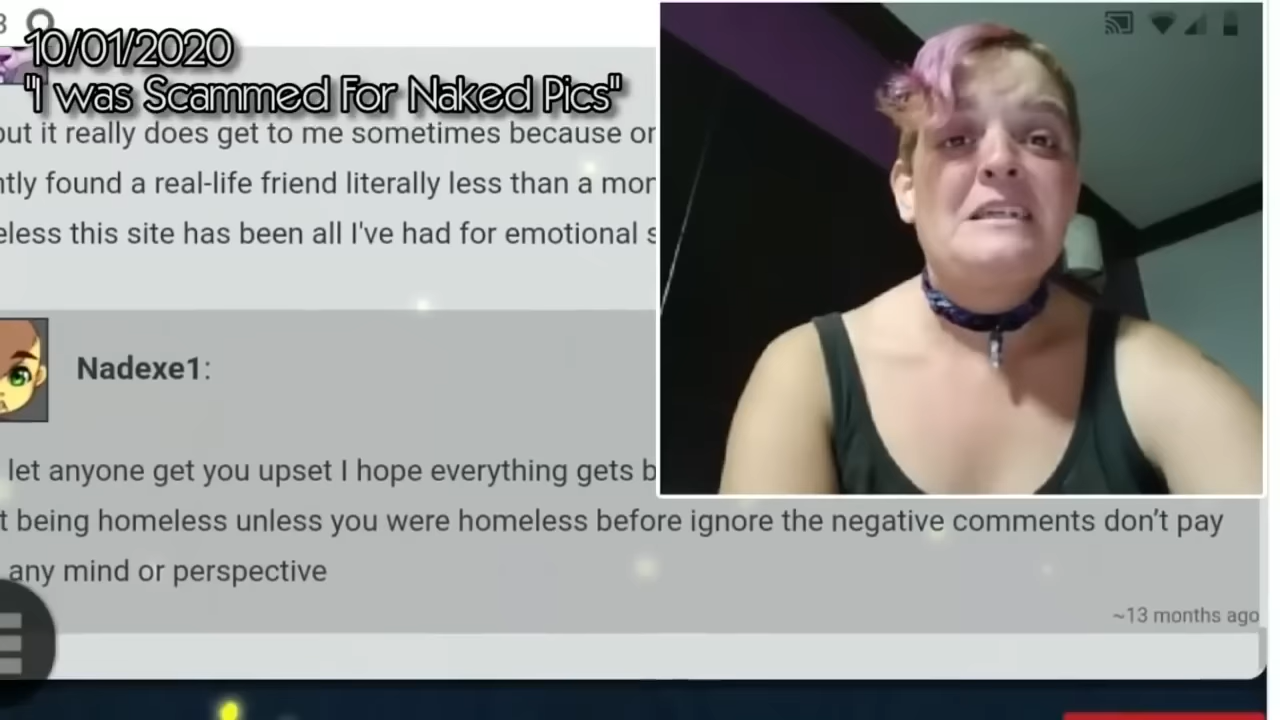 10/01/2020
"I was Scammed For Naked Pics"
but it really does get to me sometimes because or
ntly found a real-life friend literally less than a mor
eless this site has been all I've had for emotional s
Nadexe1:
let anyone get you upset I hope everything gets b
t being homeless unless you were homeless before ignore the negative comments don't pay
any mind or perspective
~13 months ago